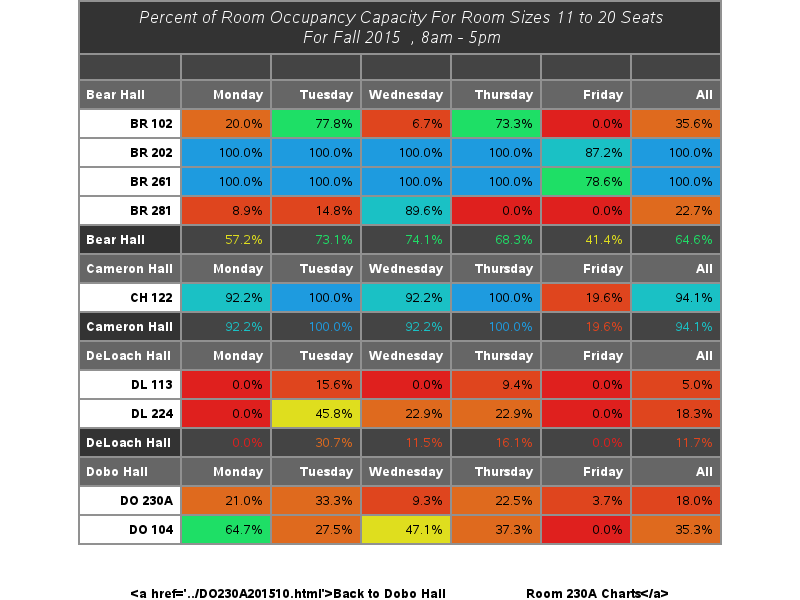 Percent of Room Occupancy Capacity For Room Sizes 11 to 20 Seats
For Fall 2015 , 8am - 5pm
Bear Hall Monday Tuesday Wednesday Thursday Friday All
BR 102 20.0% 77.8% 6.7% 73.3% 0.0% 35.6%
BR 202 100.0% 100.0% 100.0% 100.0% 87.2% 100.0%
BR 261 100.0% 100.0% 100.0% 100.0% 78.6% 100.0%
BR 281 8.9% 14.8% 89.6% 0.0% 0.0% 22.7%
Bear Hall 57.2% 73.1% 74.1% 68.3% 41.4% 64.6%
Cameron Hall Monday Tuesday Wednesday Thursday Friday All
CH 122 92.2% 100.0% 92.2% 100.0% 19.6% 94.1%
Cameron Hall 92.2% 100.0% 92.2% 100.0% 19.6% 94.1%
DeLoach Hall Monday Tuesday Wednesday Thursday Friday All
DL 113 0.0% 15.6% 0.0% 9.4% 0.0% 5.0%
DL 224 0.0% 45.8% 22.9% 22.9% 0.0% 18.3%
DeLoach Hall 0.0% 30.7% 11.5% 16.1% 0.0% 11.7%
Dobo Hall Monday Tuesday Wednesday Thursday Friday All
DO 230A 21.0% 33.3% 9.3% 22.5% 3.7% 18.0%
DO 104 64.7% 27.5% 47.1% 37.3% 0.0% 35.3%
<a href='../DO230A201510.html'>Back to Dobo Hall Room 230A Charts</a>